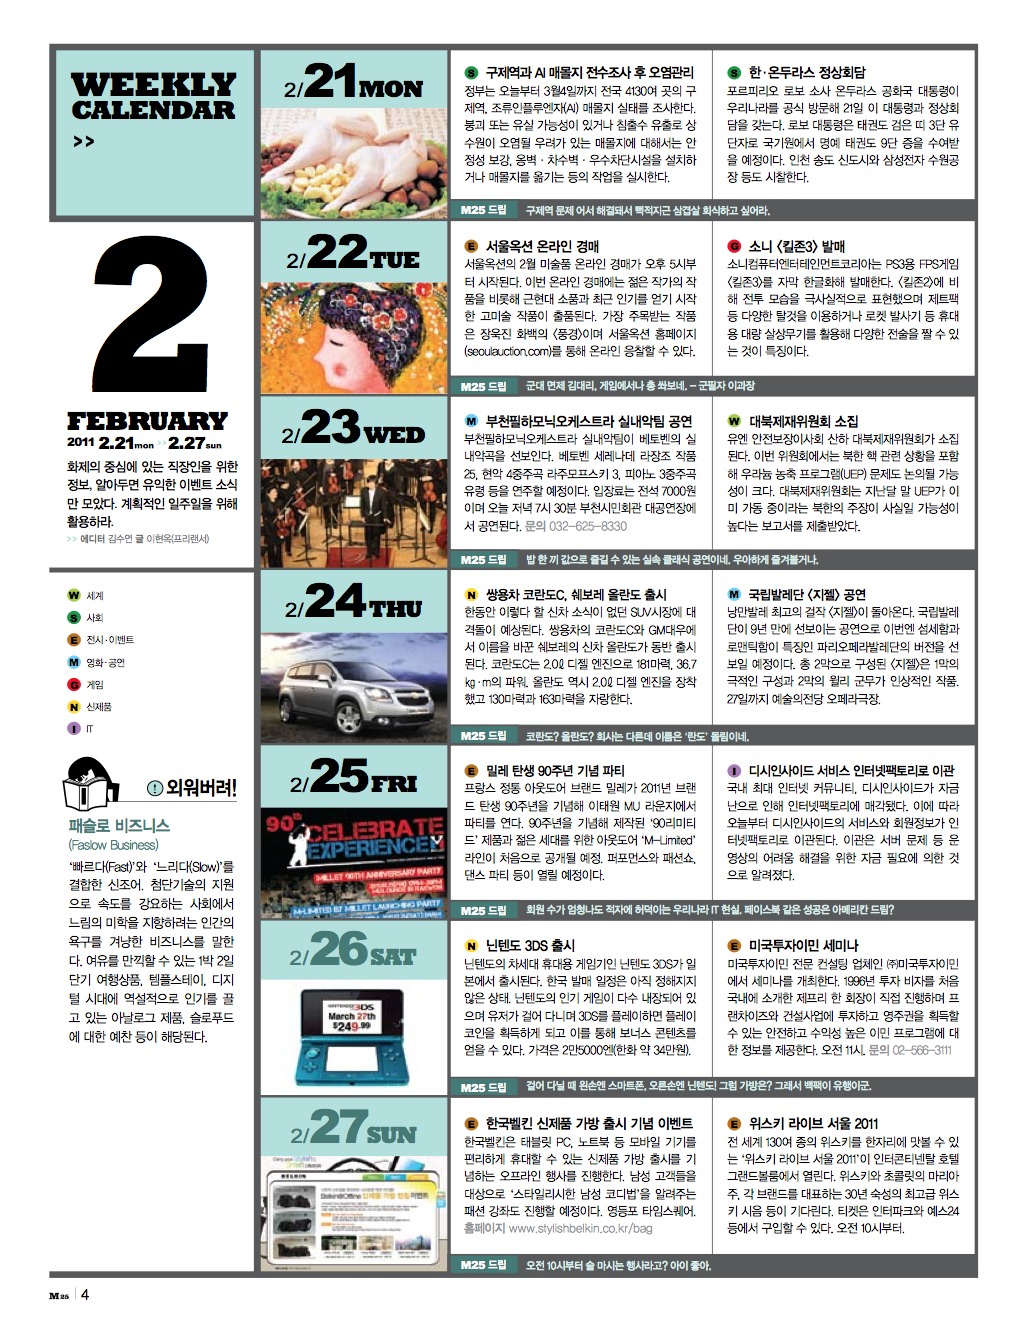 WEEKLY
CALENDAR
>>
2
FEBRUARY
2011 2.21mon >> 2.27sun
화제의 중심에 있는 직장인을 위한
정보, 알아두면 유익한 이벤트 소식
만 모았다. 계획적인 일주일을 위해
활용하라.
>> 에디터 김수연 글 이현옥(프리랜서)
W 세계
S 사회
E 전시·이벤트
M 영화·공연
G 게임
N 신제품
I IT
! 외워버려!
패슬로 비즈니스
(Faslow Business)
'빠르다(Fast)'와 '느리다(Slow)'를
결합한 신조어. 첨단기술의 지원
으로 속도를 강요하는 사회에서
느림의 미학을 지향하려는 인간의
욕구를 겨냥한 비즈니스를 말한
다. 여유를 만끽할 수 있는 1박 2일
단기 여행상품, 템플스테이, 디지
털 시대에 역설적으로 인기를 끌
고 있는 아날로그 제품, 슬로푸드
에 대한 예찬 등이 해당된다.
2/21MON
S 구제역과 AI 매몰지 전수조사 후 오염관리
정부는 오늘부터 3월4일까지 전국 4130여 곳의 구
제역, 조류인플루엔자(AI) 매몰지 실태를 조사한다.
붕괴 또는 유실 가능성이 있거나 침출수 유출로 상
수원이 오염될 우려가 있는 매몰지에 대해서는 안
정성 보강, 옹벽·차수벽·우수차단시설을 설치하
거나 매몰지를 옮기는 등의 작업을 실시한다.
S 한·온두라스 정상회담
포르피리오 로보 소사 온두라스 공화국 대통령이
우리나라를 공식 방문해 21일 이 대통령과 정상회
담을 갖는다. 로보 대통령은 태권도 검은 띠 3단 유
단자로 국기원에서 명예 태권도 9단 증을 수여받
을 예정이다. 인천 송도 신도시와 삼성전자 수원공
장 등도 시찰한다.
M25 드립 구제역 문제 어서 해결돼서 뻑적지근 삼겹살 회식하고 싶어라.
2/22TUE
E 서울옥션 온라인 경매
서울옥션의 2월 미술품 온라인 경매가 오후 5시부
터 시작된다. 이번 온라인 경매에는 젊은 작가의 작
품을 비롯해 근현대 소품과 최근 인기를 얻기 시작
한 고미술 작품이 출품된다. 가장 주목받는 작품
은 장욱진 화백의 〈풍경〉이며 서울옥션 홈페이지
(seoulauction.com)를 통해 온라인 응찰할 수 있다.
G 소니 〈킬존3〉 발매
소니컴퓨터엔터테인먼트코리아는 PS3용 FPS게임
〈킬존3〉를 자막 한글화해 발매한다. 〈킬존2〉에 비
해 전투 모습을 극사실적으로 표현했으며 제트팩
등 다양한 탈것을 이용하거나 로켓 발사기 등 휴대
용 대량 살상무기를 활용해 다양한 전술을 짤 수 있
는 것이 특징이다.
M25 드립 군대 면제 김대리, 게임에서나 총 쏴보네. – 군필자 이과장
2/23WED
M 부천필하모닉오케스트라 실내악팀 공연
부천필하모닉오케스트라 실내악팀이 베토벤의 실
내악곡을 선보인다. 베토벤 세레나데 라장조 작품
25, 현악 4중주곡 라주모프스키 3, 피아노 3중주곡
유령 등을 연주할 예정이다. 입장료는 전석 7000원
이며 오늘 저녁 7시 30분 부천시민회관 대공연장에
서 공연된다. 문의 032-625-8330
W 대북제재위원회 소집
유엔 안전보장이사회 산하 대북제재위원회가 소집
된다. 이번 위원회에서는 북한 핵 관련 상황을 포함
해 우라늄 농축 프로그램(UEP) 문제도 논의될 가능
성이 크다. 대북제재위원회는 지난달 말 UEP가 이
미 가동 중이라는 북한의 주장이 사실일 가능성이
높다는 보고서를 제출받았다.
M25 드립 밥 한 끼 값으로 즐길 수 있는 실속 클래식 공연이네. 우아하게 즐겨볼거나.
2/24THU
N 쌍용차 코란도C, 쉐보레 올란도 출시
한동안 이렇다 할 신차 소식이 없던 SUV시장에 대
격돌이 예상된다. 쌍용차의 코란도C와 GM대우에
서 이름을 바꾼 쉐보레의 신차 올란도가 동반 출시
된다. 코란도C는 2.0ℓ 디젤 엔진으로 181마력, 36.7
kg·m의 파워. 올란도 역시 2.0ℓ 디젤 엔진을 장착
했고 130마력과 163마력을 자랑한다.
M 국립발레단 〈지젤〉 공연
낭만발레 최고의 걸작 〈지젤〉이 돌아온다. 국립발레
단이 9년 만에 선보이는 공연으로 이번엔 섬세함과
로맨틱함이 특징인 파리오페라발레단의 버전을 선
보일 예정이다. 총 2막으로 구성된 〈지젤〉은 1막의
극적인 구성과 2막의 윌리 군무가 인상적인 작품.
27일까지 예술의전당 오페라극장.
M25 드립 코란도? 올란도? 회사는 다른데 이름은 '란도' 돌림이네.
2/25FRI
90th CELEBRATE
EXPERIENCE
MILLET 90TH ANNIVERSARY PARTY
M-LIMITED BY MILLET LAUNCHING PARTY
E 밀레 탄생 90주년 기념 파티
프랑스 정통 아웃도어 브랜드 밀레가 2011년 브랜
드 탄생 90주년을 기념해 이태원 MU 라운지에서
파티를 연다. 90주년을 기념해 제작된 '90리미티
드' 제품과 젊은 세대를 위한 아웃도어 'M-Limited'
라인이 처음으로 공개될 예정. 퍼포먼스와 패션쇼,
댄스 파티 등이 열릴 예정이다.
I 디시인사이드 서비스 인터넷팩토리로 이관
국내 최대 인터넷 커뮤니티, 디시인사이드가 자금
난으로 인해 인터넷팩토리에 매각됐다. 이에 따라
오늘부터 디시인사이드의 서비스와 회원정보가 인
터넷팩토리로 이관된다. 이관은 서버 문제 등 운
영상의 어려움 해결을 위한 자금 필요에 의한 것
으로 알려졌다.
M25 드립 회원 수가 엄청나도 적자에 허덕이는 우리나라 IT 현실. 페이스북 같은 성공은 아메리칸 드림?
2/26SAT
NINTENDO 3DS
March 27th
$249.99
N 닌텐도 3DS 출시
닌텐도의 차세대 휴대용 게임기인 닌텐도 3DS가 일
본에서 출시된다. 한국 발매 일정은 아직 정해지지
않은 상태. 닌텐도의 인기 게임이 다수 내장되어 있
으며 유저가 걸어 다니며 3DS를 플레이하면 플레이
코인을 획득하게 되고 이를 통해 보너스 콘텐츠를
얻을 수 있다. 가격은 2만5000엔(한화 약 34만원).
E 미국투자이민 세미나
미국투자이민 전문 컨설팅 업체인 ㈜미국투자이민
에서 세미나를 개최한다. 1996년 투자 비자를 처음
국내에 소개한 제프리 한 회장이 직접 진행하며 프
랜차이즈와 건설사업에 투자하고 영주권을 획득할
수 있는 안전하고 수익성 높은 이민 프로그램에 대
한 정보를 제공한다. 오전 11시. 문의 02-566-3111
M25 드립 걸어 다닐 때 왼손엔 스마트폰, 오른손엔 닌텐도! 그럼 가방은? 그래서 백팩이 유행이군.
2/27SUN
BELKIN
E 한국벨킨 신제품 가방 출시 기념 이벤트
한국벨킨은 태블릿 PC, 노트북 등 모바일 기기를
편리하게 휴대할 수 있는 신제품 가방 출시를 기
념하는 오프라인 행사를 진행한다. 남성 고객들을
대상으로 '스타일리시한 남성 코디법'을 알려주는
패션 강좌도 진행할 예정이다. 영등포 타임스퀘어.
홈페이지 www.stylishbelkin.co.kr/bag
E 위스키 라이브 서울 2011
전 세계 130여 종의 위스키를 한자리에 맛볼 수 있
는 '위스키 라이브 서울 2011'이 인터콘티넨탈 호텔
그랜드볼룸에서 열린다. 위스키와 초콜릿의 마리아
주, 각 브랜드를 대표하는 30년 숙성의 최고급 위스
키 시음 등이 기다린다. 티켓은 인터파크와 예스24
등에서 구입할 수 있다. 오전 10시부터.
M25 드립 오전 10시부터 술 마시는 행사라고? 아이 좋아.
M25 4